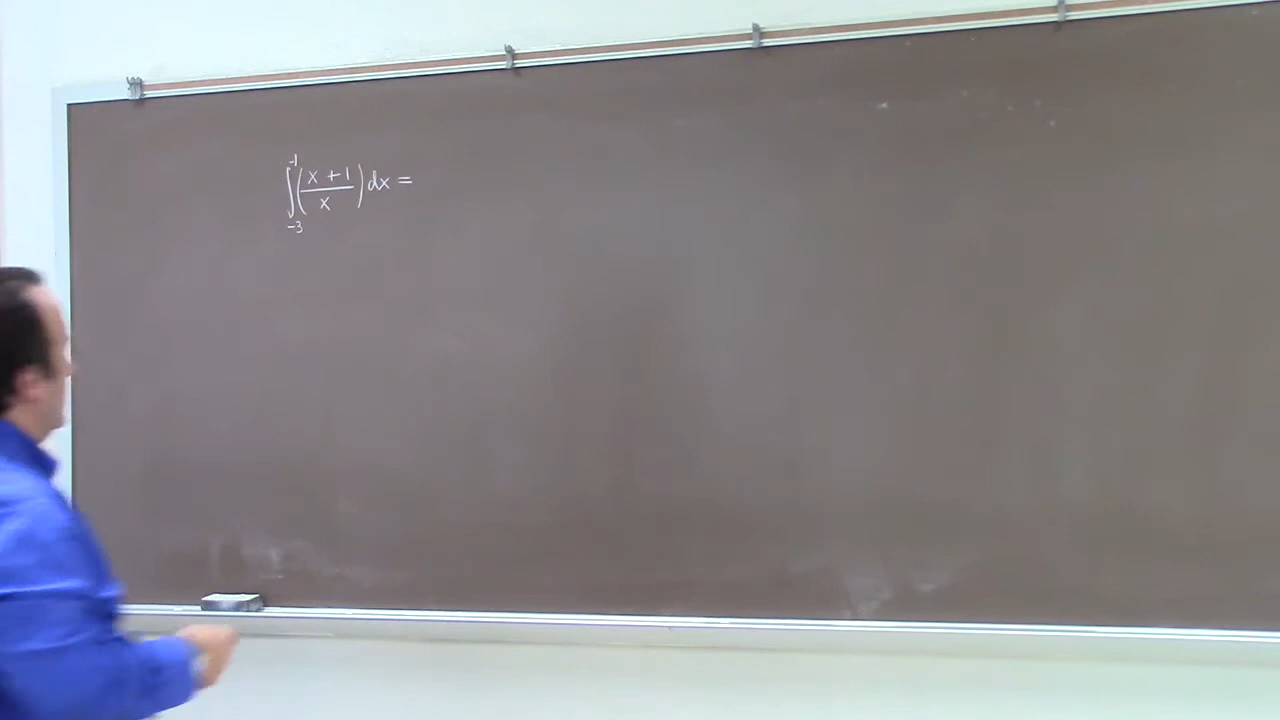 ∫_{-3}^{-1} ( (x + 1) / x ) dx =